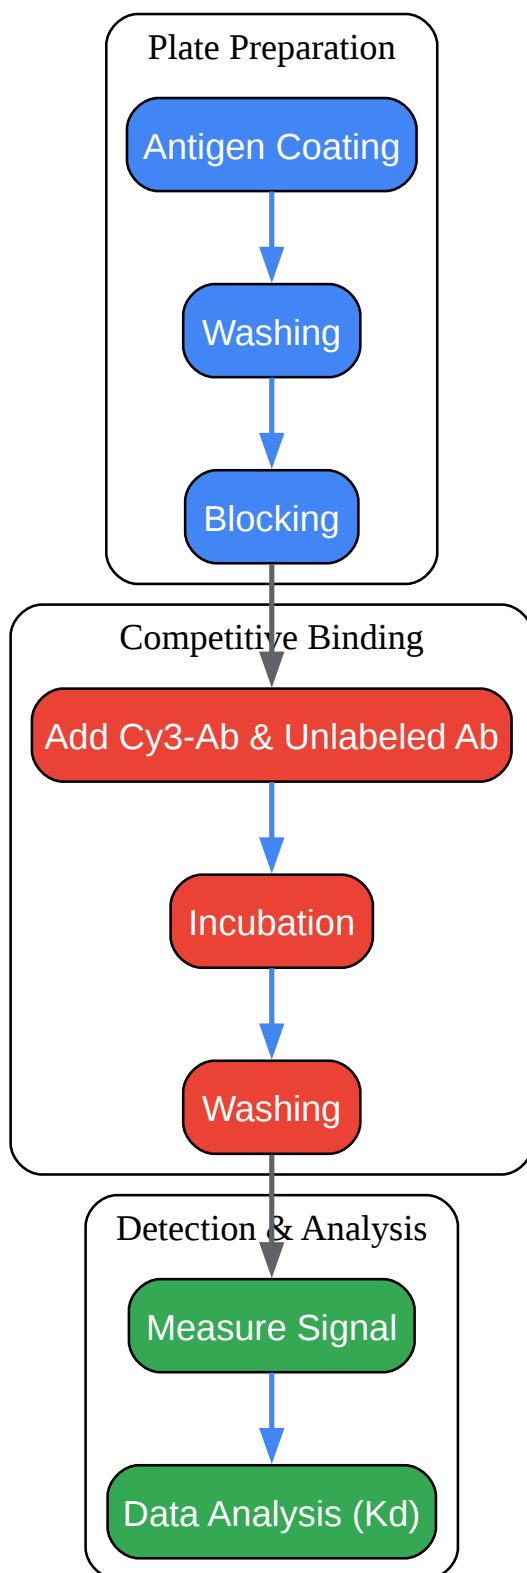 Plate Preparation
Antigen Coating
Washing
Blocking
Competitive Binding
Add Cy3-Ab & Unlabeled Ab
Incubation
Washing
Detection & Analysis
Measure Signal
Data Analysis (Kd)